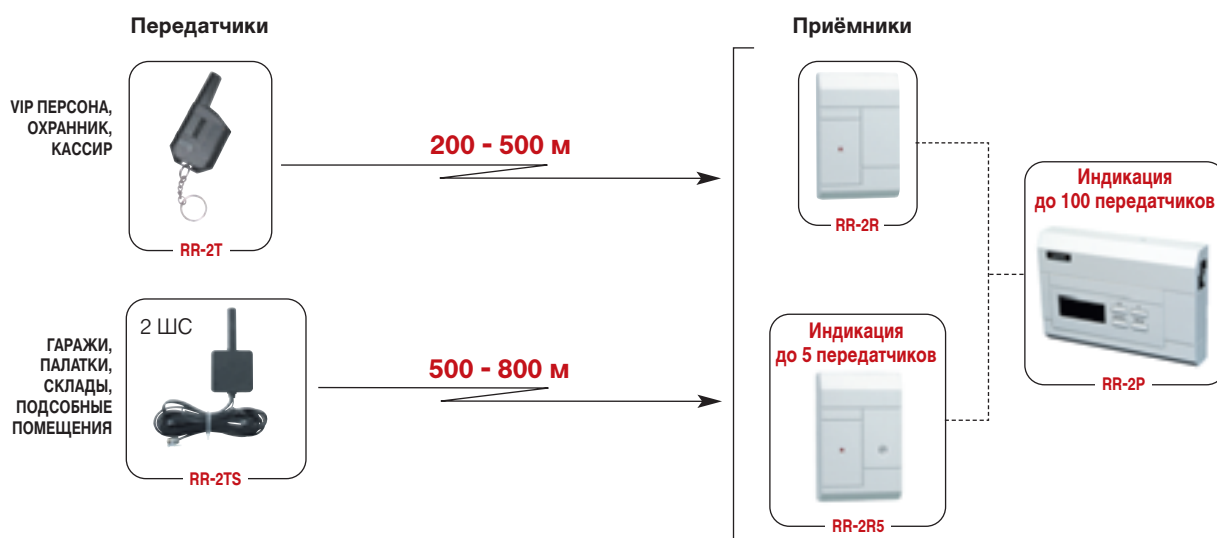 Передатчики
Приёмники
VIP ПЕРСОНА,
ОХРАННИК,
КАССИР
RR-2T
200 - 500 м
RR-2R
Индикация
до 100 передатчиков
RR-2P
2 ШС
ГАРАЖИ,
ПАЛАТКИ,
СКЛАДЫ,
ПОДСОБНЫЕ
ПОМЕЩЕНИЯ
RR-2TS
500 - 800 м
Индикация
до 5 передатчиков
RR-2R5